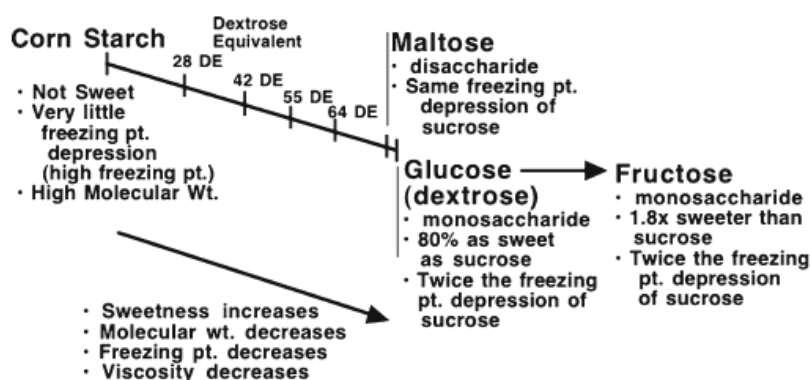 Corn Starch
Dextrose
Equivalent
28 DE
42 DE
55 DE
64 DE
· Not Sweet
· Very little
freezing pt.
depression
(high freezing pt.)
· High Molecular Wt.
Maltose
· disaccharide
· Same freezing pt.
depression of
sucrose
Glucose
(dextrose)
· monosaccharide
· 80% as sweet
as sucrose
· Twice the freezing
pt. depression of
sucrose
Fructose
· monosaccharide
· 1.8x sweeter than
sucrose
· Twice the freezing
pt. depression
of sucrose
· Sweetness increases
· Molecular wt. decreases
· Freezing pt. decreases
· Viscosity decreases